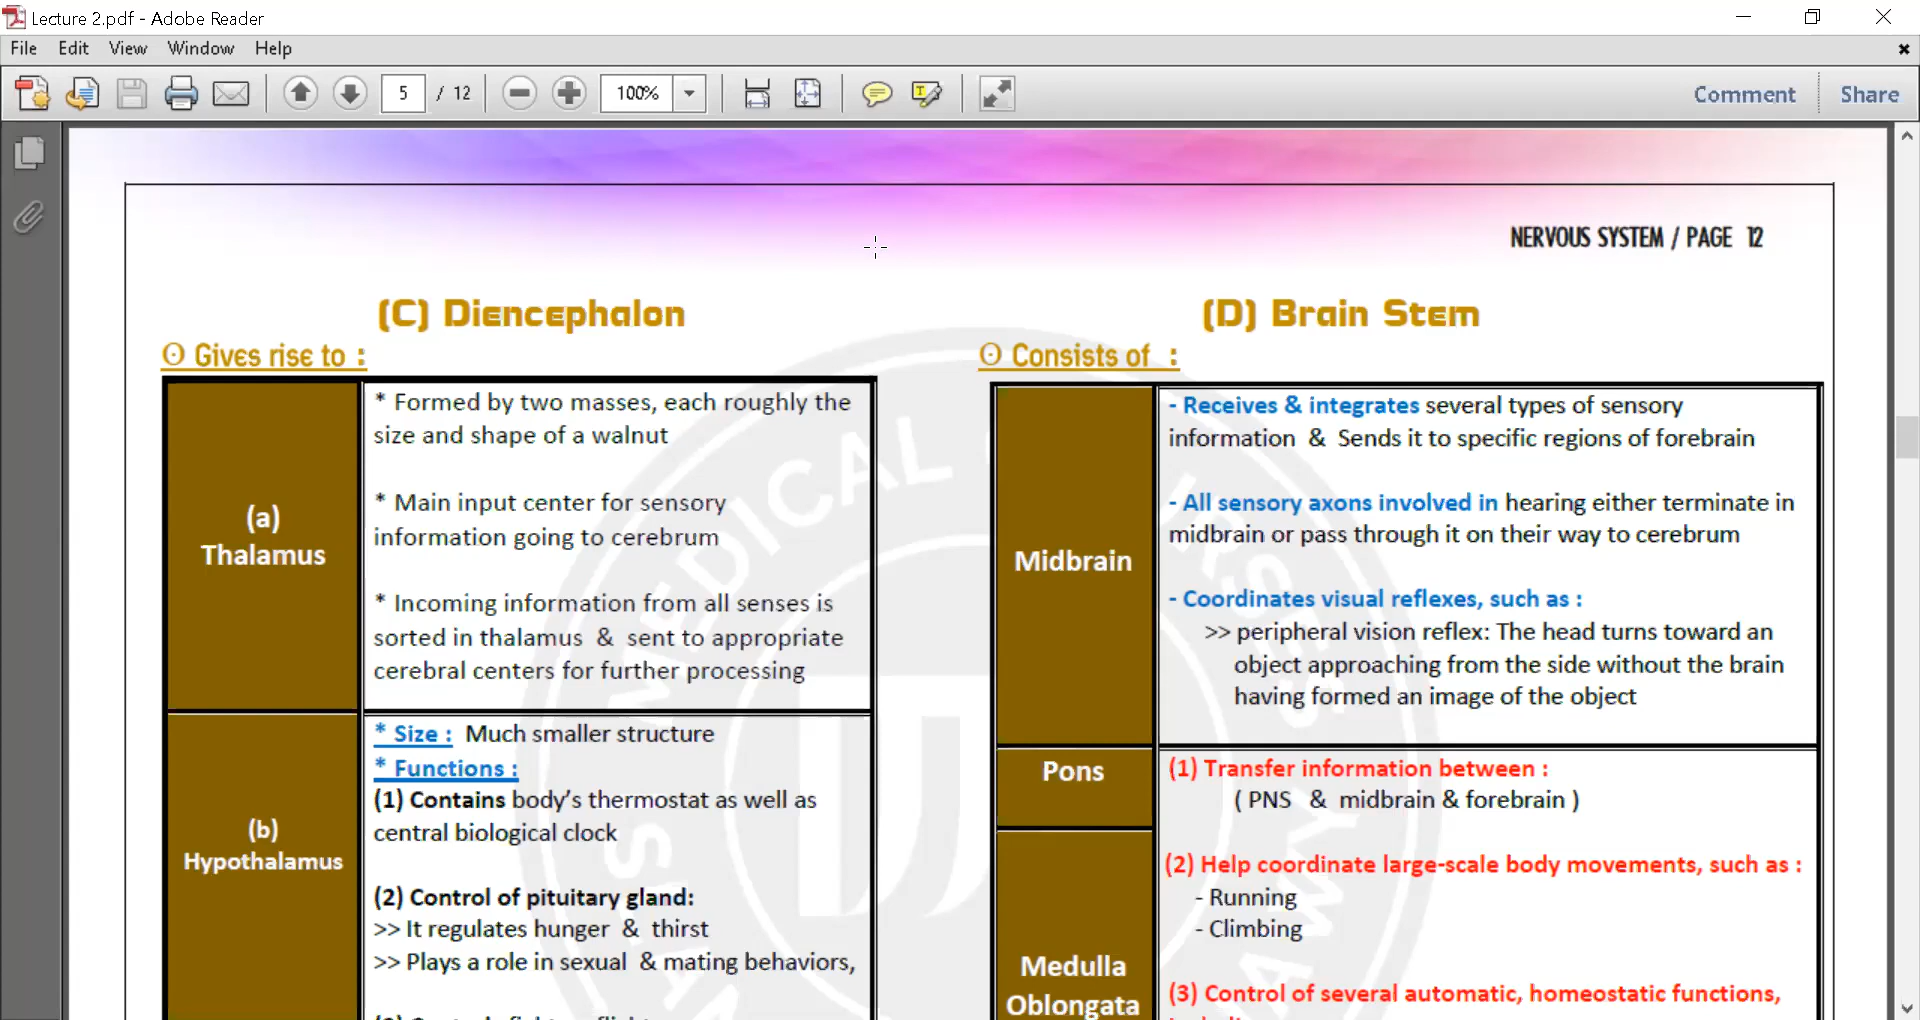 Lecture 2.pdf - Adobe Reader
File Edit View Window Help
5 / 12 100% Comment Share
NERVOUS SYSTEM / PAGE 12
(C) Diencephalon
ʘ Gives rise to :
(a)
Thalamus
* Formed by two masses, each roughly the
size and shape of a walnut
* Main input center for sensory
information going to cerebrum
* Incoming information from all senses is
sorted in thalamus & sent to appropriate
cerebral centers for further processing
(b)
Hypothalamus
* Size : Much smaller structure
* Functions :
(1) Contains body's thermostat as well as
central biological clock
(2) Control of pituitary gland:
>> It regulates hunger & thirst
>> Plays a role in sexual & mating behaviors,
(D) Brain Stem
ʘ Consists of :
Midbrain
- Receives & integrates several types of sensory
information & Sends it to specific regions of forebrain
- All sensory axons involved in hearing either terminate in
midbrain or pass through it on their way to cerebrum
- Coordinates visual reflexes, such as :
>> peripheral vision reflex: The head turns toward an
object approaching from the side without the brain
having formed an image of the object
Pons
Medulla
Oblongata
(1) Transfer information between :
( PNS & midbrain & forebrain )
(2) Help coordinate large-scale body movements, such as :
- Running
- Climbing
(3) Control of several automatic, homeostatic functions,
MEDICAL